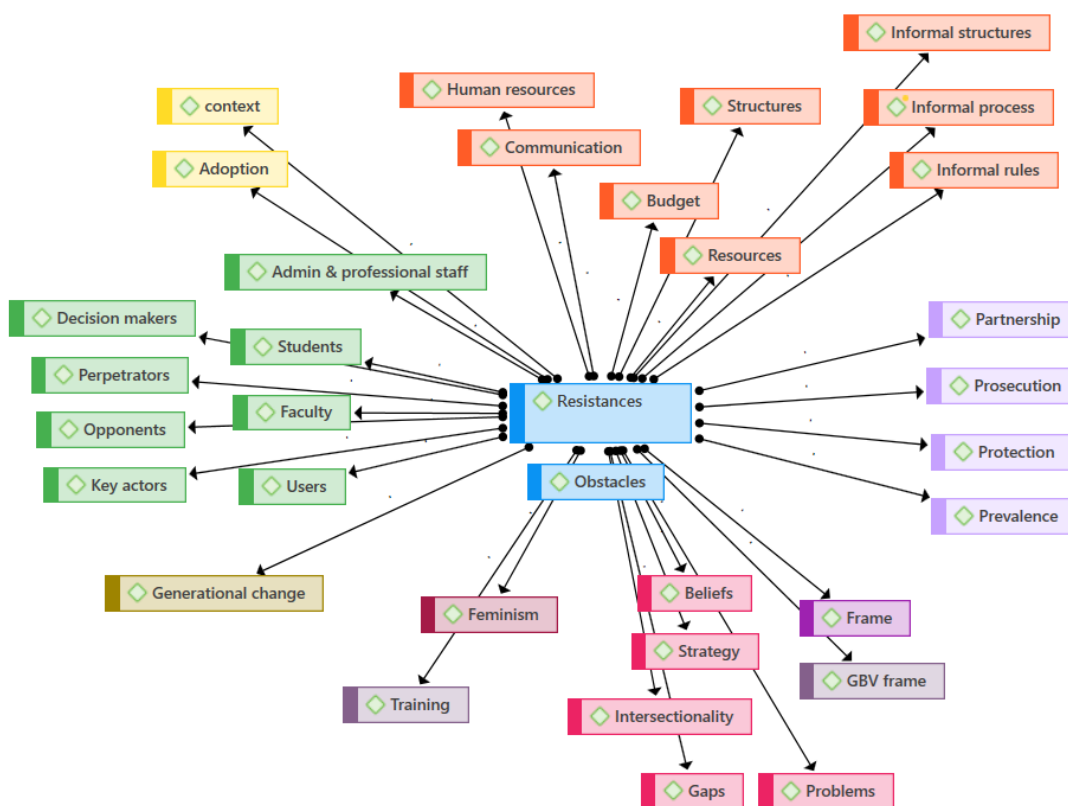 Informal structures
Human resources
context
Structures
Informal process
Communication
Adoption
Informal rules
Budget
Resources
Admin & professional staff
Decision makers
Partnership
Students
Perpetrators
Prosecution
Resistances
Faculty
Opponents
Protection
Key actors
Users
Obstacles
Prevalence
Generational change
Beliefs
Feminism
Frame
Strategy
GBV frame
Training
Intersectionality
Gaps
Problems